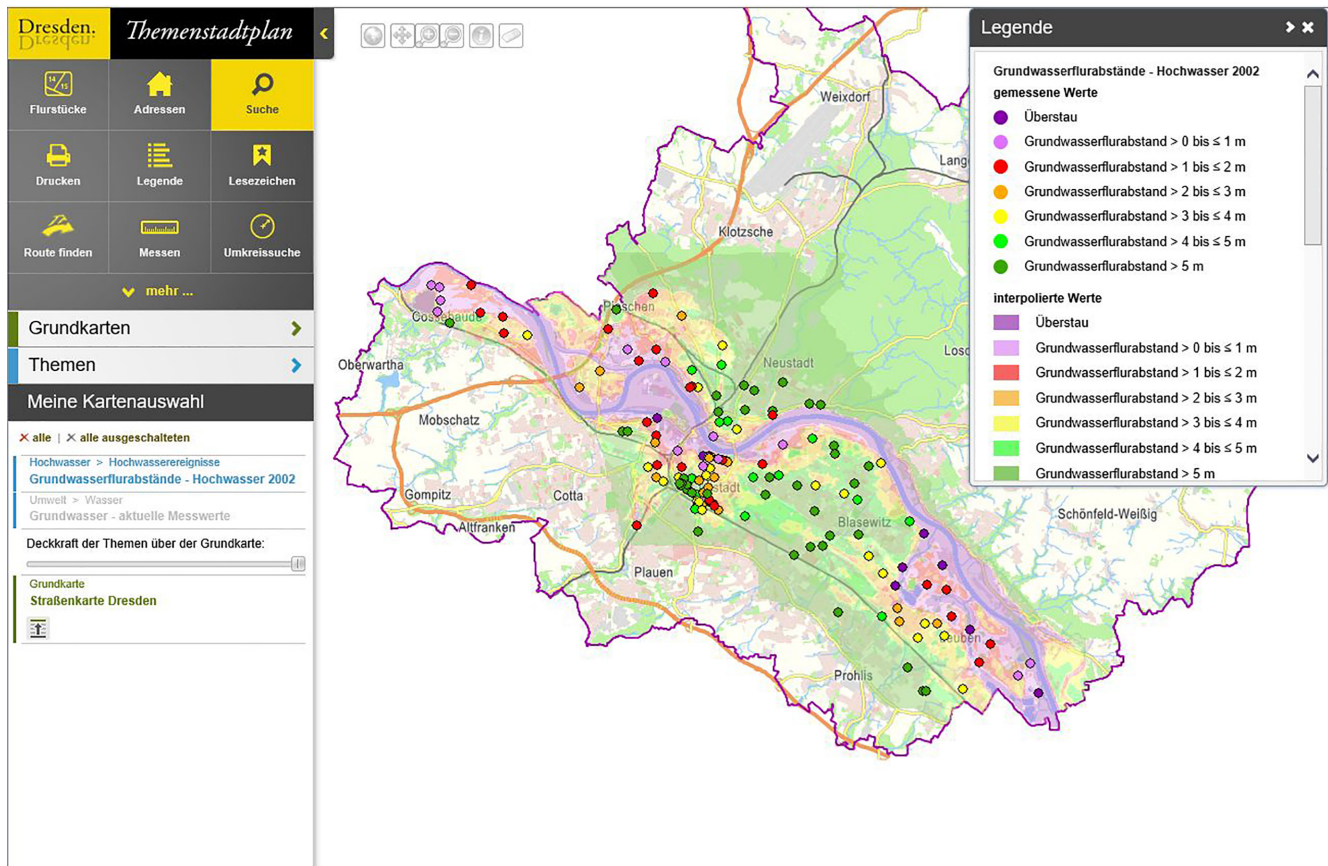 Dresden.
Dresden.
Themenstadtplan
Flurstücke
Adressen
Suche
Drucken
Legende
Lesezeichen
Route finden
Messen
Umkreissuche
mehr ...
Grundkarten
Themen
Meine Kartenauswahl
alle | alle ausgeschalteten
Hochwasser > Hochwasserereignisse
Grundwasserflurabstände - Hochwasser 2002
Umwelt > Wasser
Grundwasser - aktuelle Messwerte
Deckkraft der Themen über der Grundkarte:
Grundkarte
Straßenkarte Dresden
Weixdorf
Klotzsche
Pieschen
Cossebaude
Oberwartha
Neustadt
Mobschatz
Gompitz
Cotta
Altfranken
Blasewitz
Schönfeld-Weißig
Plauen
Leuben
Prohlis
Legende
Grundwasserflurabstände - Hochwasser 2002
gemessene Werte
Überstau
Grundwasserflurabstand > 0 bis ≤ 1 m
Grundwasserflurabstand > 1 bis ≤ 2 m
Grundwasserflurabstand > 2 bis ≤ 3 m
Grundwasserflurabstand > 3 bis ≤ 4 m
Grundwasserflurabstand > 4 bis ≤ 5 m
Grundwasserflurabstand > 5 m
interpolierte Werte
Überstau
Grundwasserflurabstand > 0 bis ≤ 1 m
Grundwasserflurabstand > 1 bis ≤ 2 m
Grundwasserflurabstand > 2 bis ≤ 3 m
Grundwasserflurabstand > 3 bis ≤ 4 m
Grundwasserflurabstand > 4 bis ≤ 5 m
Grundwasserflurabstand > 5 m